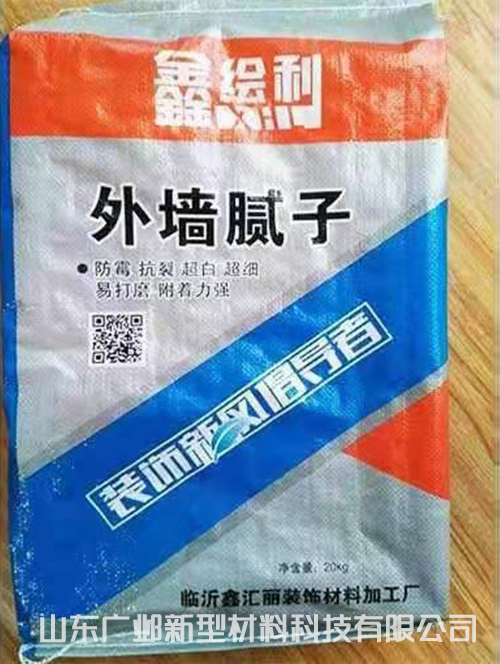 鑫绘利
外墙腻子
•防霉 抗裂 超白 超细
易打磨 附着力强
装饰新风倡导者
净含量：20kg
临沂鑫汇丽装饰材料加工厂
山东广邺新型材料科技有限公司